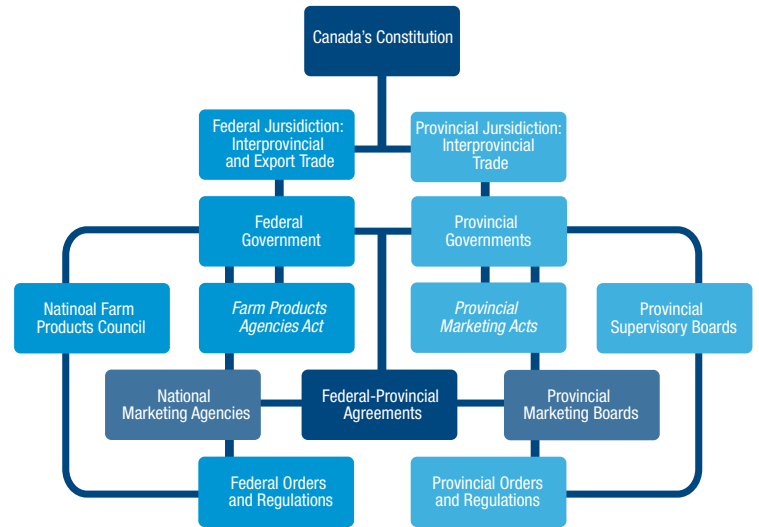 Canada's Constitution
Federal Jursidiction:
Interprovincial
and Export Trade
Provincial Jursidiction:
Interprovincial
Trade
Federal
Government
Provincial
Governments
Natinoal Farm
Products Council
Farm Products
Agencies Act
Provincial
Marketing Acts
Provincial
Supervisory Boards
National
Marketing Agencies
Federal-Provincial
Agreements
Provincial
Marketing Boards
Federal Orders
and Regulations
Provincial Orders
and Regulations